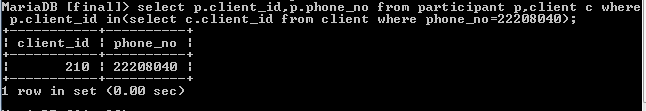 MariaDB [final]> select p.client_id,p.phone_no from participant p,client c where
 p.client_id in(select c.client_id from client where phone_no=22208040);
+-----------+----------+
| client_id | phone_no |
+-----------+----------+
|       210 | 22208040 |
+-----------+----------+
1 row in set (0.00 sec)